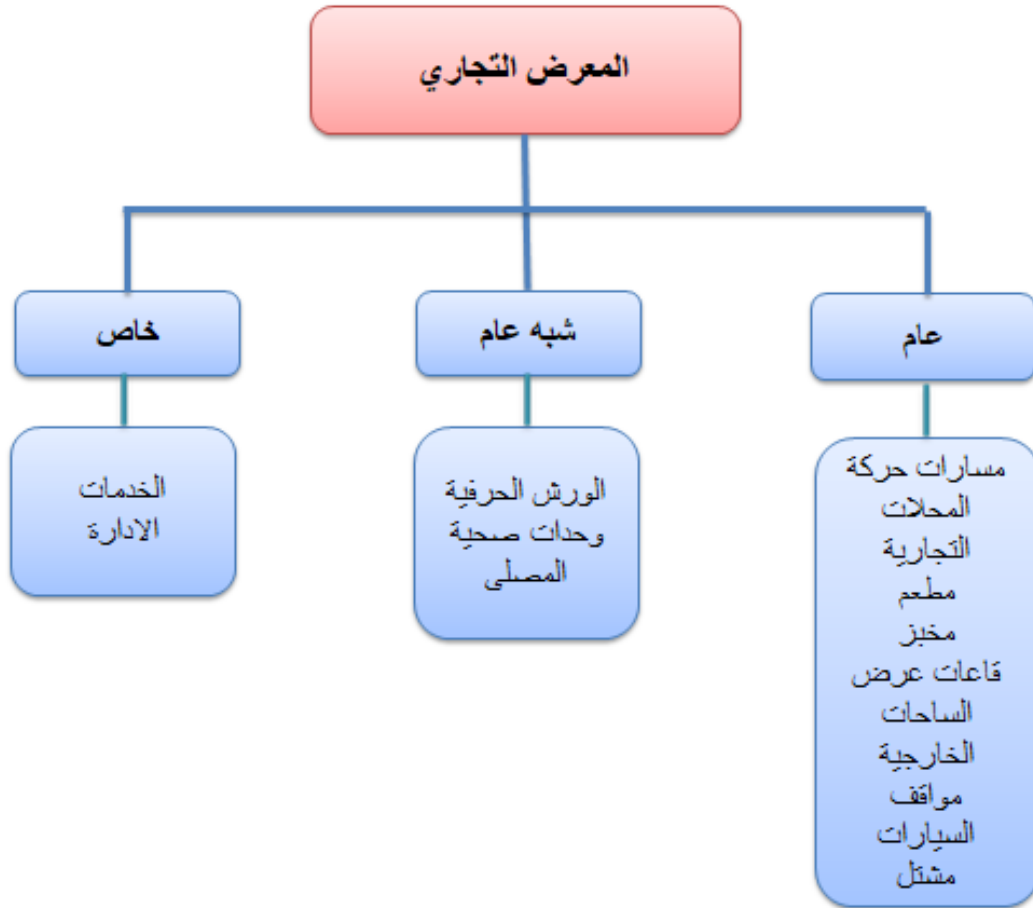 المعرض التجاري
عام
شبه عام
خاص
مسارات حركة
المحلات
التجارية
مطعم
مخبز
قاعات عرض
الساحات
الخارجية
مواقف
السيارات
مشتل
الورش الحرفية
وحدات صحية
المصلى
الخدمات
الادارة